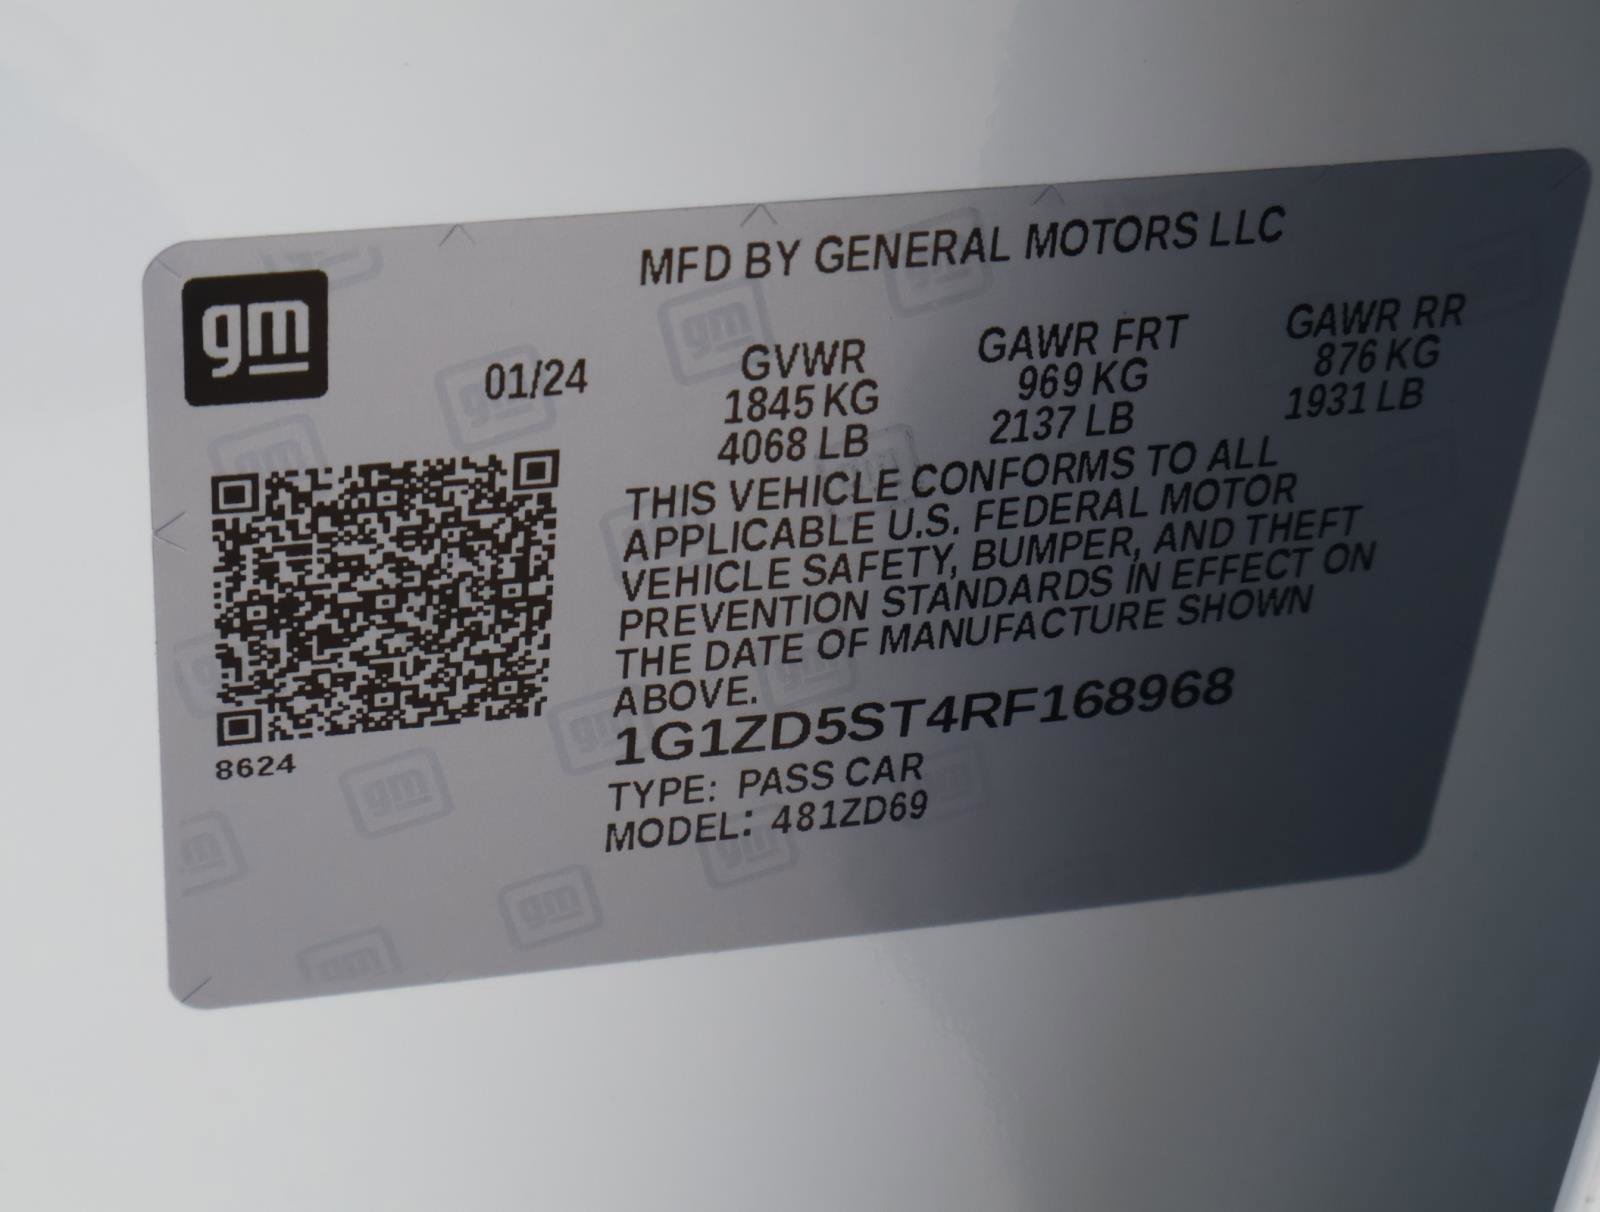 gm
MFD BY GENERAL MOTORS LLC
01/24
GVWR
1845 KG
4068 LB
GAWR FRT
969 KG
2137 LB
GAWR RR
876 KG
1931 LB
THIS VEHICLE CONFORMS TO ALL
APPLICABLE U.S. FEDERAL MOTOR
VEHICLE SAFETY, BUMPER, AND THEFT
PREVENTION STANDARDS IN EFFECT ON
THE DATE OF MANUFACTURE SHOWN
ABOVE.
1G1ZD5ST4RF168968
TYPE: PASS CAR
MODEL: 481ZD69
8624